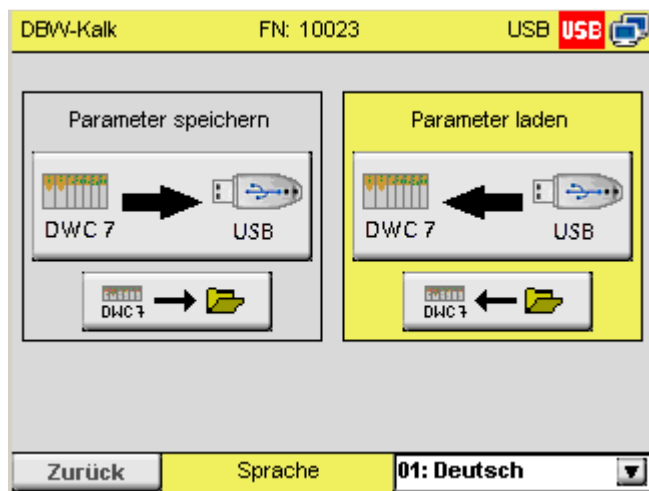 DBW-Kalk FN: 10023 USB USB
Parameter speichern
DWC 7 USB
DWC 7
Parameter laden
DWC 7 USB
DWC 7
Zurück Sprache 01: Deutsch